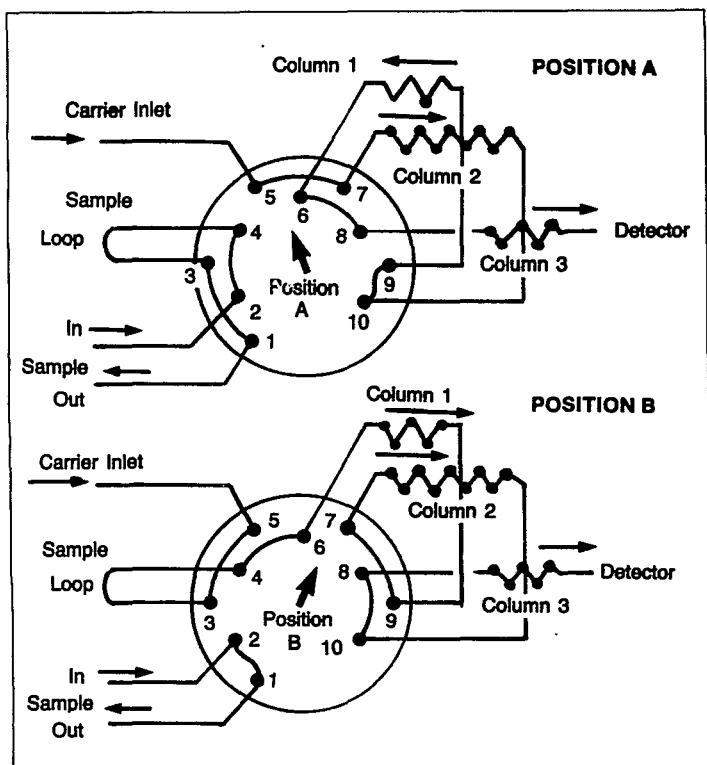 POSITION A
Column 1
Carrier Inlet
Column 2
5
7
6
Sample
4
8
Loop
Detector
3
Column 3
9
Position
A
2
10
In
1
Sample
Out
Column 1
POSITION B
Carrier Inlet
Column 2
5
7
6
Sample
4
8
Loop
Detector
3
Column 3
9
Position
B
2
10
In
1
Sample
Out